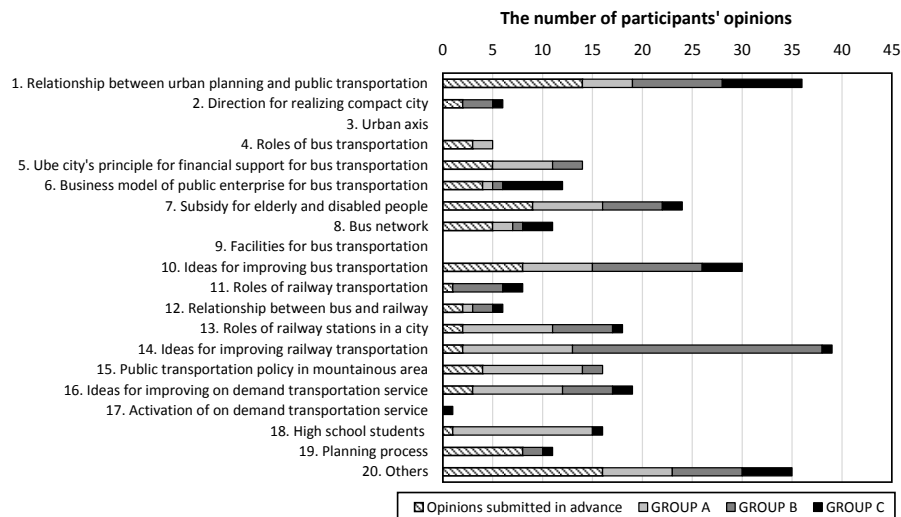 The number of participants' opinions
0 5 10 15 20 25 30 35 40 45
1. Relationship between urban planning and public transportation
2. Direction for realizing compact city
3. Urban axis
4. Roles of bus transportation
5. Ube city's principle for financial support for bus transportation
6. Business model of public enterprise for bus transportation
7. Subsidy for elderly and disabled people
8. Bus network
9. Facilities for bus transportation
10. Ideas for improving bus transportation
11. Roles of railway transportation
12. Relationship between bus and railway
13. Roles of railway stations in a city
14. Ideas for improving railway transportation
15. Public transportation policy in mountainous area
16. Ideas for improving on demand transportation service
17. Activation of on demand transportation service
18. High school students
19. Planning process
20. Others
Opinions submitted in advance GROUP A GROUP B GROUP C